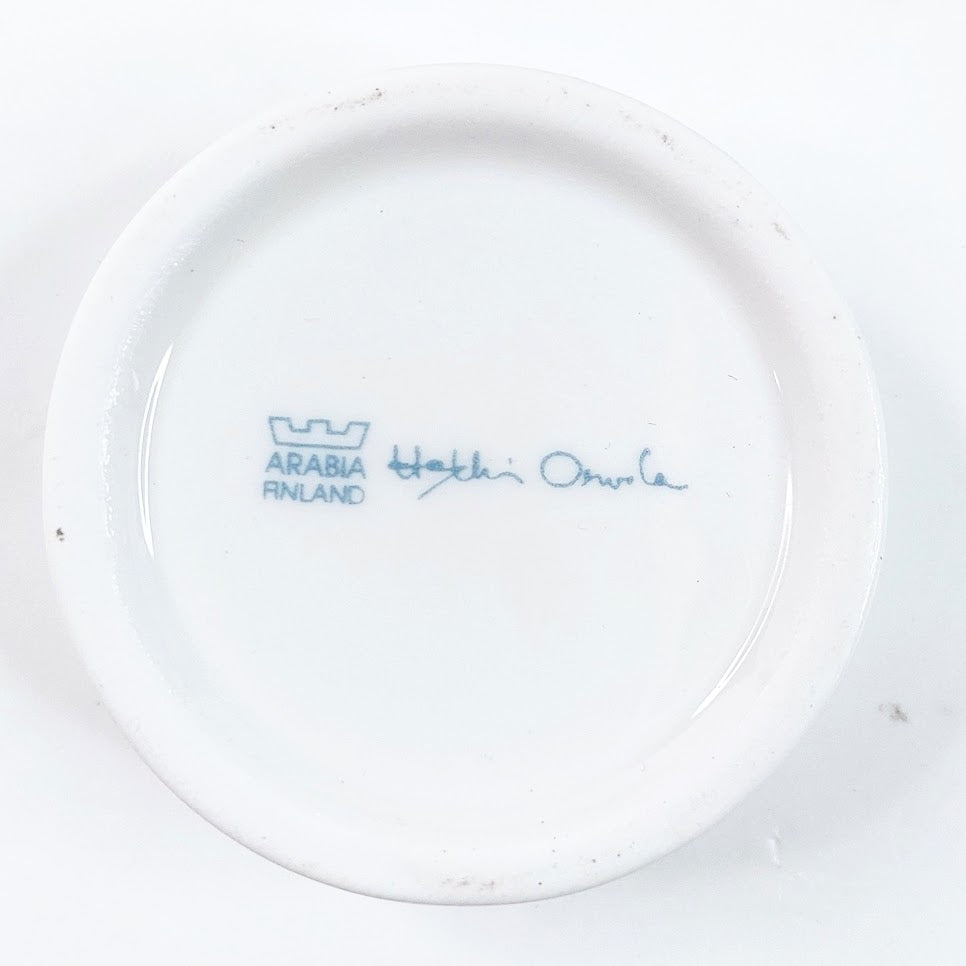 ARABIA
FINLAND
Heikki Orvola